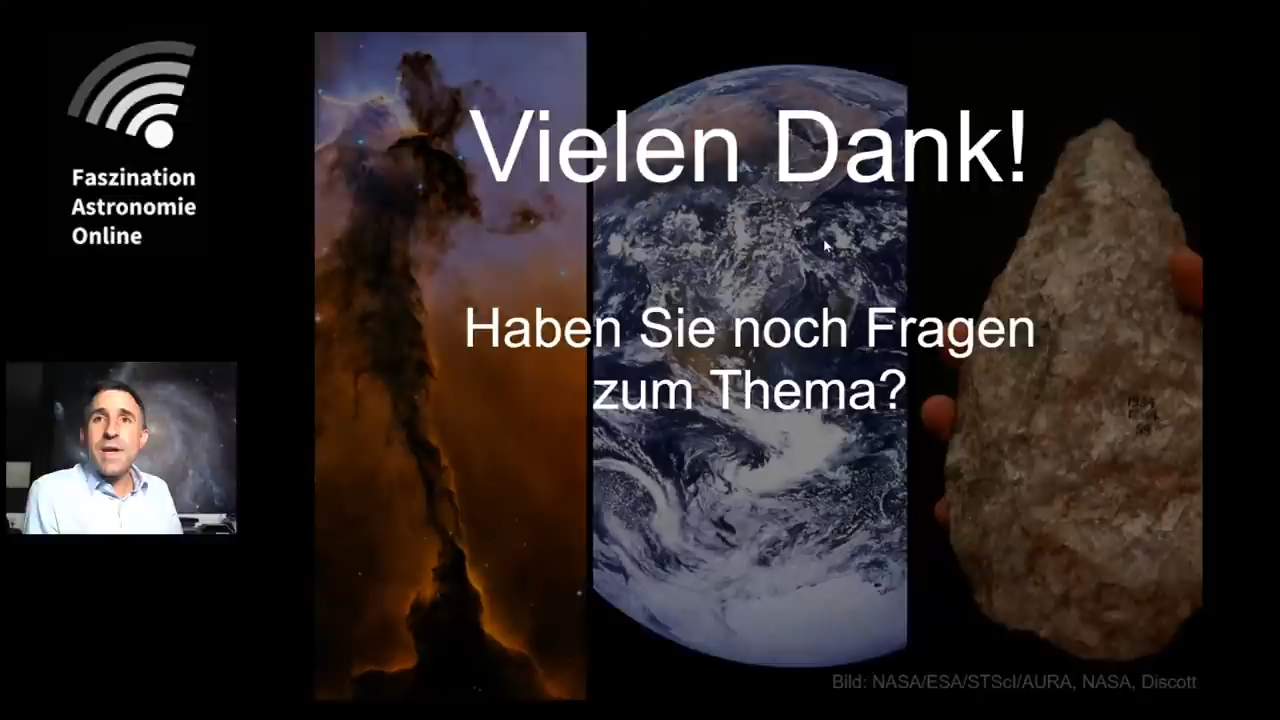 Faszination
Astronomie
Online
Vielen Dank!
Haben Sie noch Fragen
zum Thema?
Bild: NASA/ESA/STScI/AURA, NASA, Discott